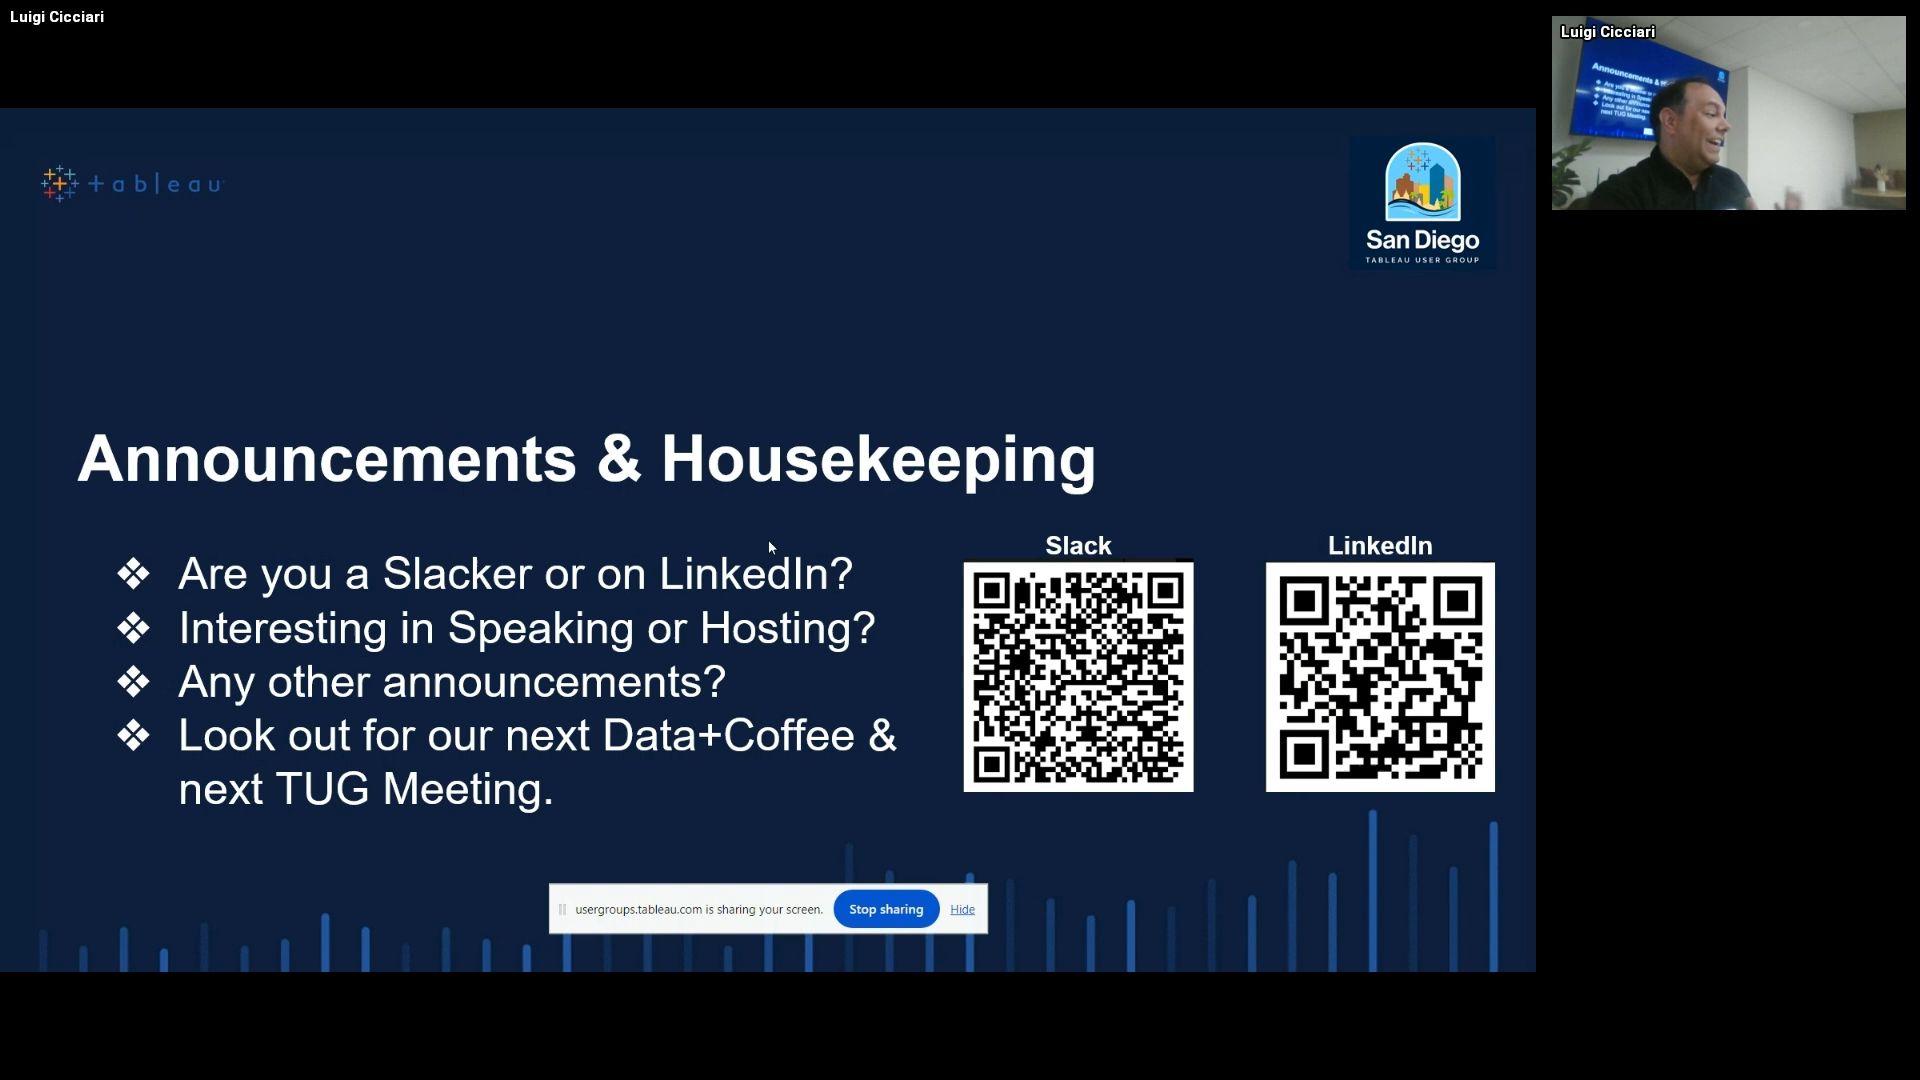 Luigi Cicciari
Luigi Cicciari
Announcements & H
+ableau
San Diego
TABLEAU USER GROUP
Announcements & Housekeeping
Slack
LinkedIn
❖ Are you a Slacker or on LinkedIn?
❖ Interesting in Speaking or Hosting?
❖ Any other announcements?
❖ Look out for our next Data+Coffee &
next TUG Meeting.
usergroups.tableau.com is sharing your screen.
Stop sharing
Hide